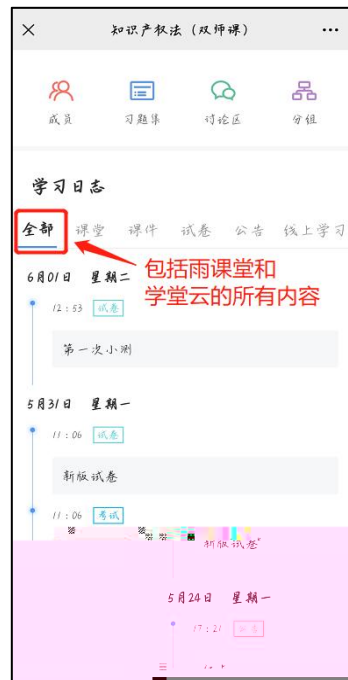 知识产权法（双师课）
成员 习题集 讨论区 分组
学习日志
全部 课堂 课件 试卷 公告 线上学习
6月01日 星期二
包括雨课堂和
学堂云的所有内容
12:53 试卷
第一次小测
5月31日 星期一
11:06 试卷
新版试卷
11:06 考试
新版试卷
5月24日 星期一
17:21 公告